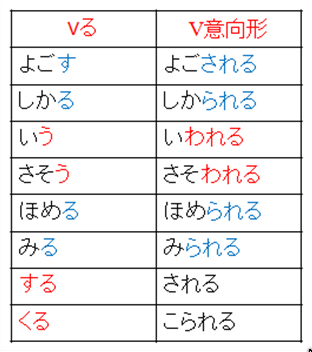 Vる V意向形
よごす よごされる
しかる しかられる
いう いわれる
さそう さそわれる
ほめる ほめられる
みる みられる
する される
くる こられる